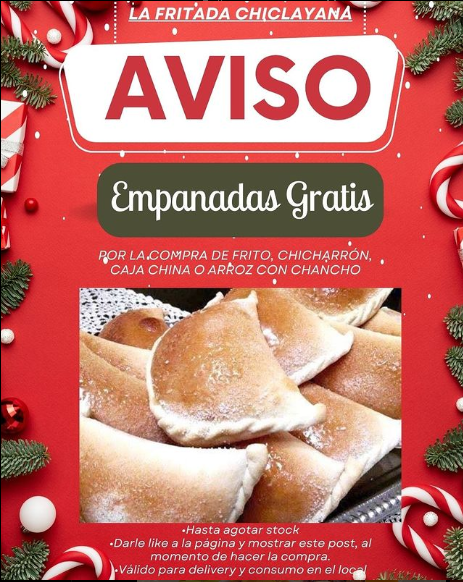 LA FRITADA CHICLAYANA
AVISO
Empanadas Gratis
POR LA COMPRA DE FRITO, CHICHARRÓN,
CAJA CHINA O ARROZ CON CHANCHO
•Hasta agotar stock
•Darle like a la página y mostrar este post, al
momento de hacer la compra.
•Válido para delivery y consumo en el local